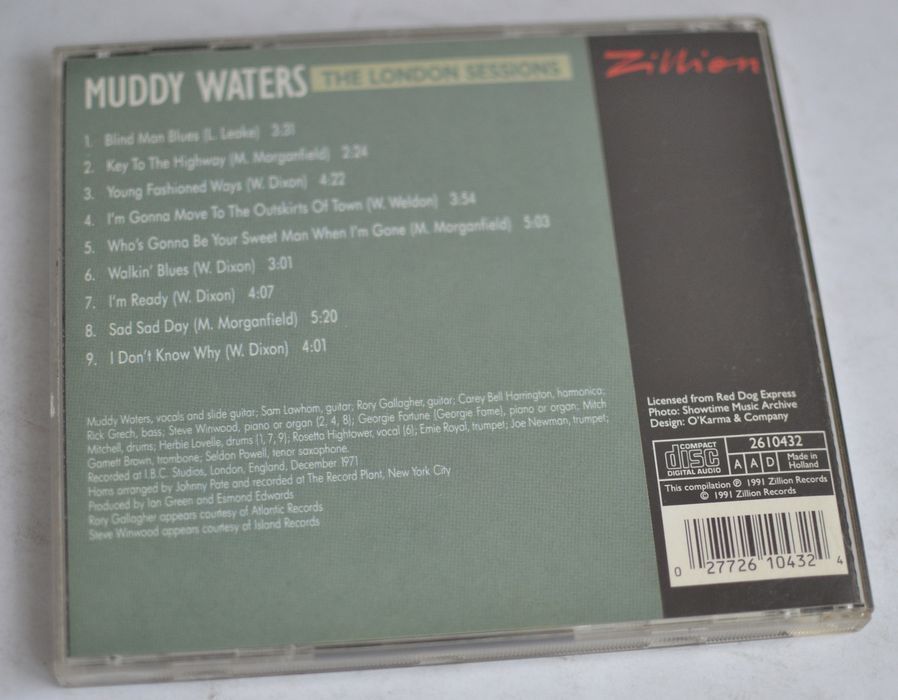 MUDDY WATERS THE LONDON SESSIONS
1. Blind Man Blues (L. Leake) 3:31
2. Key To The Highway (M. Morganfield) 2:24
3. Young Fashioned Ways (W. Dixon) 4:22
4. I'm Gonna Move To The Outskirts Of Town (W. Weldon) 3:54
5. Who's Gonna Be Your Sweet Man When I'm Gone (M. Morganfield) 5:03
6. Walkin' Blues (W. Dixon) 3:01
7. I'm Ready (W. Dixon) 4:07
8. Sad Sad Day (M. Morganfield) 5:20
9. I Don't Know Why (W. Dixon) 4:01
Muddy Waters, vocals and slide guitar; Sam Lawhorn, guitar; Rory Gallagher, guitar; Carey Bell Harrington, harmonica;
Rick Grech, bass; Steve Winwood, piano or organ (2, 4, 8); Georgie Fortune (Georgie Fame), piano or organ; Mitch
Mitchell, drums; Herbie Lovelle, drums (1, 7, 9); Rosetta Hightower, vocal (6); Ernie Royal, trumpet; Joe Newman, trumpet;
Garnett Brown, trombone; Seldon Powell, tenor saxophone.
Recorded at I.B.C. Studios, London, England, December 1971
Horns arranged by Johnny Pate and recorded at The Record Plant, New York City
Produced by Ian Green and Esmond Edwards
Rory Gallagher appears courtesy of Atlantic Records
Steve Winwood appears courtesy of Island Records
Zillion
Licensed from Red Dog Express
Photo: Showtime Music Archive
Design: O'Karma & Company
COMPACT
disc
DIGITAL AUDIO
2610432
A A D
Made in
Holland
This compilation ℗ 1991 Zillion Records
© 1991 Zillion Records
0 27726 10432 4